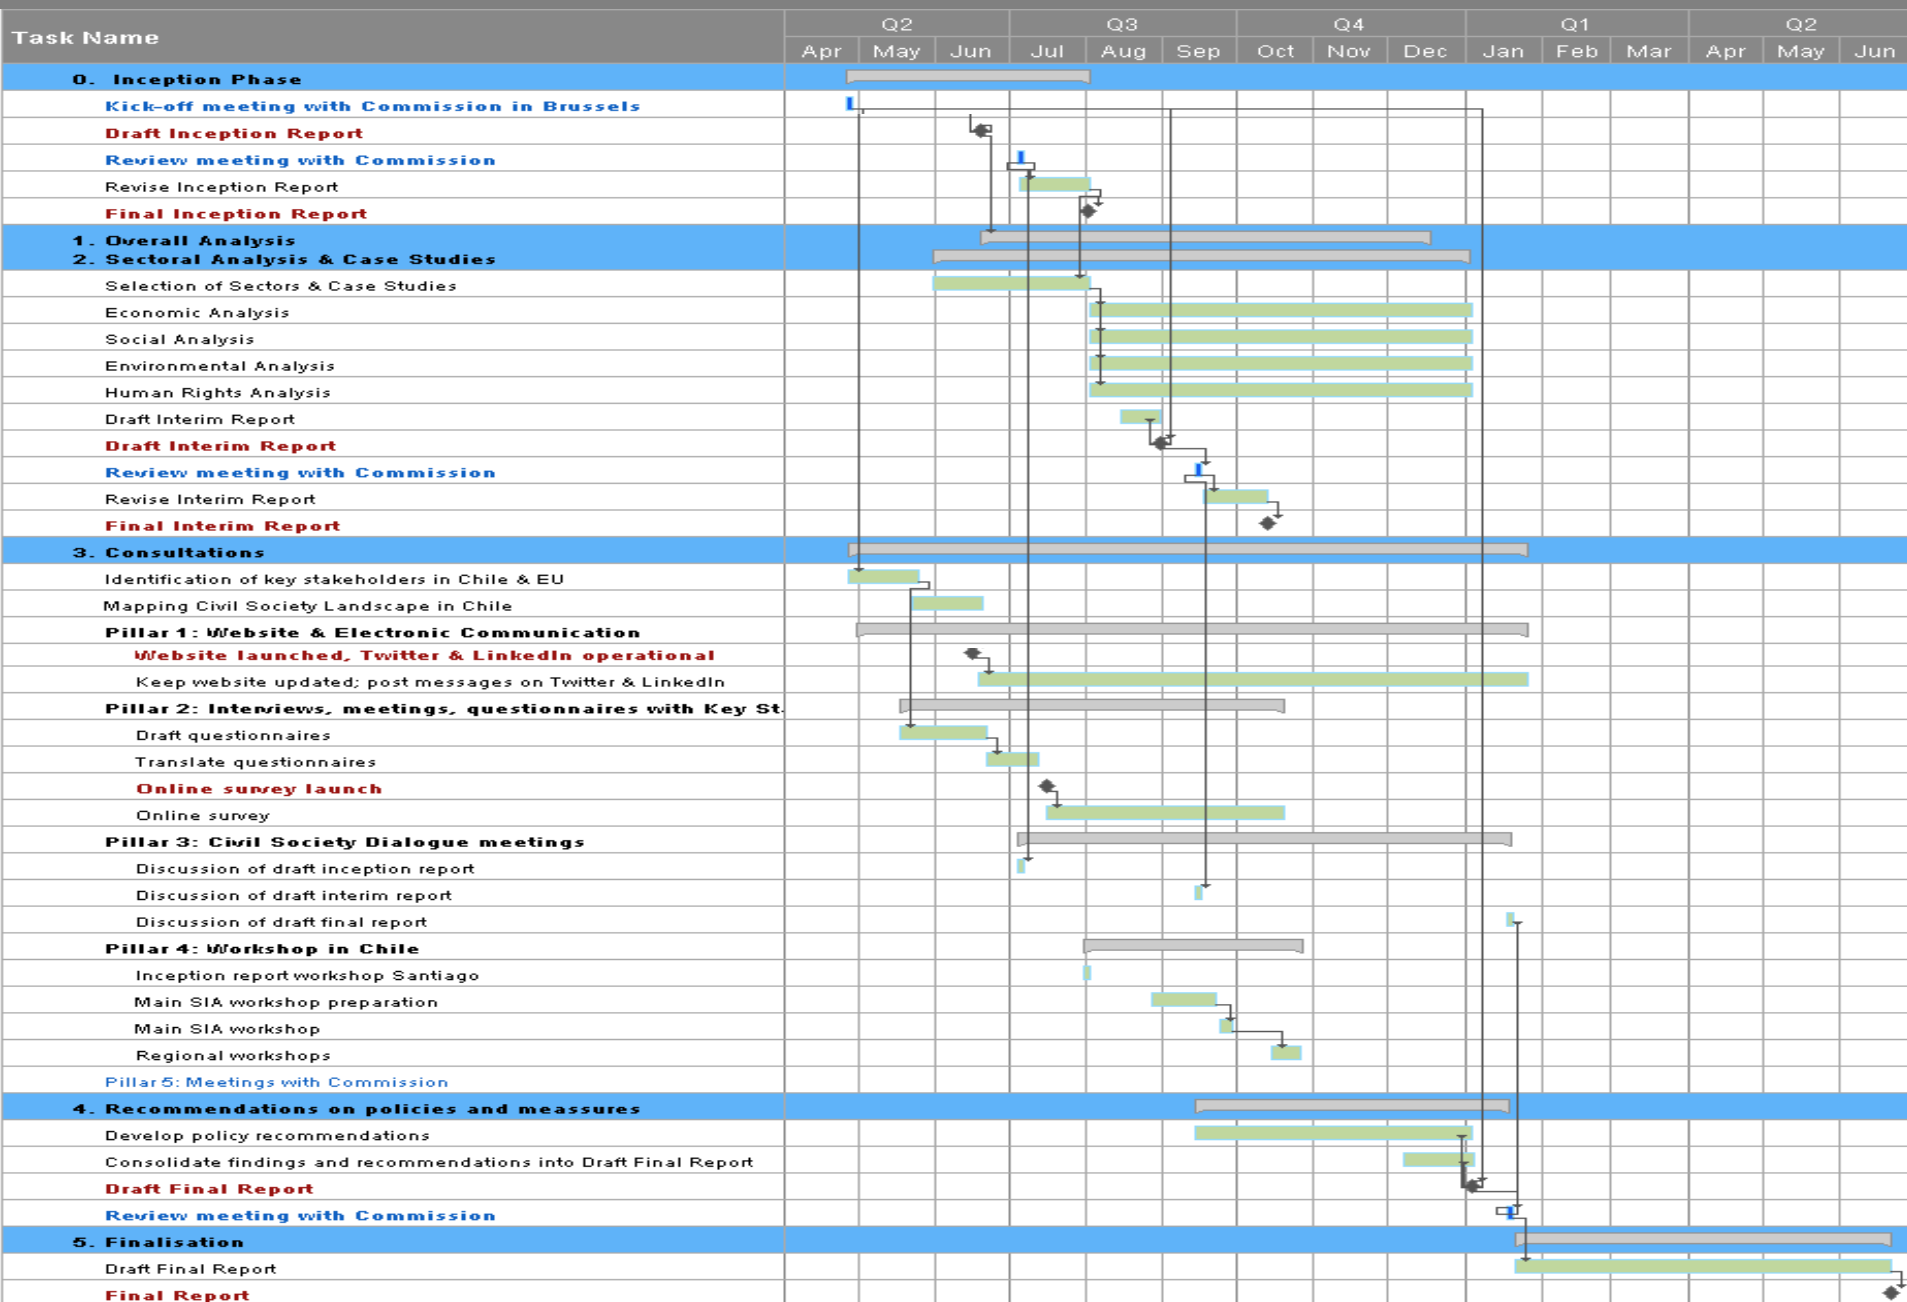 Q2 Q3 Q4 Q1 Q2
Task Name
Apr May Jun Jul Aug Sep Oct Nov Dec Jan Feb Mar Apr May Jun
0. Inception Phase
Kick-off meeting with Commission in Brussels
Draft Inception Report
Review meeting with Commission
Revise Inception Report
Final Inception Report
1. Overall Analysis
2. Sectoral Analysis & Case Studies
Selection of Sectors & Case Studies
Economic Analysis
Social Analysis
Environmental Analysis
Human Rights Analysis
Draft Interim Report
Draft Interim Report
Review meeting with Commission
Revise Interim Report
Final Interim Report
3. Consultations
Identification of key stakeholders in Chile & EU
Mapping Civil Society Landscape in Chile
Pillar 1: Website & Electronic Communication
Website launched, Twitter & LinkedIn operational
Keep website updated; post messages on Twitter & LinkedIn
Pillar 2: Interviews, meetings, questionnaires with Key St
Draft questionnaires
Translate questionnaires
Online survey launch
Online survey
Pillar 3: Civil Society Dialogue meetings
Discussion of draft inception report
Discussion of draft interim report
Discussion of draft final report
Pillar 4: Workshop in Chile
Inception report workshop Santiago
Main SIA workshop preparation
Main SIA workshop
Regional workshops
Pillar 5: Meetings with Commission
4. Recommendations on policies and meassures
Develop policy recommendations
Consolidate findings and recommendations into Draft Final Report
Draft Final Report
Review meeting with Commission
5. Finalisation
Draft Final Report
Final Report